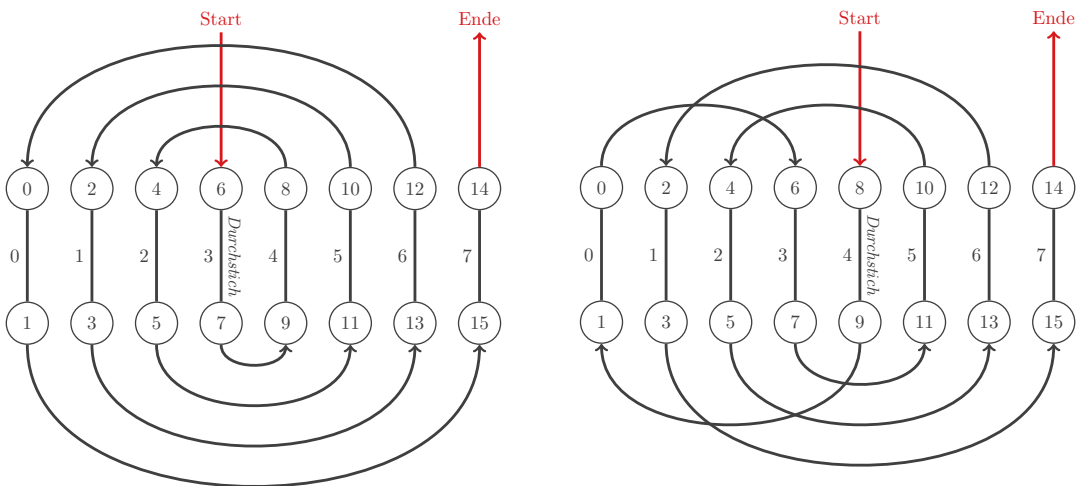 Start Ende Start Ende
0 2 4 6 8 10 12 14 0 2 4 6 8 10 12 14
0 1 2 3 Durchstich 4 5 6 7 0 1 2 3 4 Durchstich 5 6 7
1 3 5 7 9 11 13 15 1 3 5 7 9 11 13 15